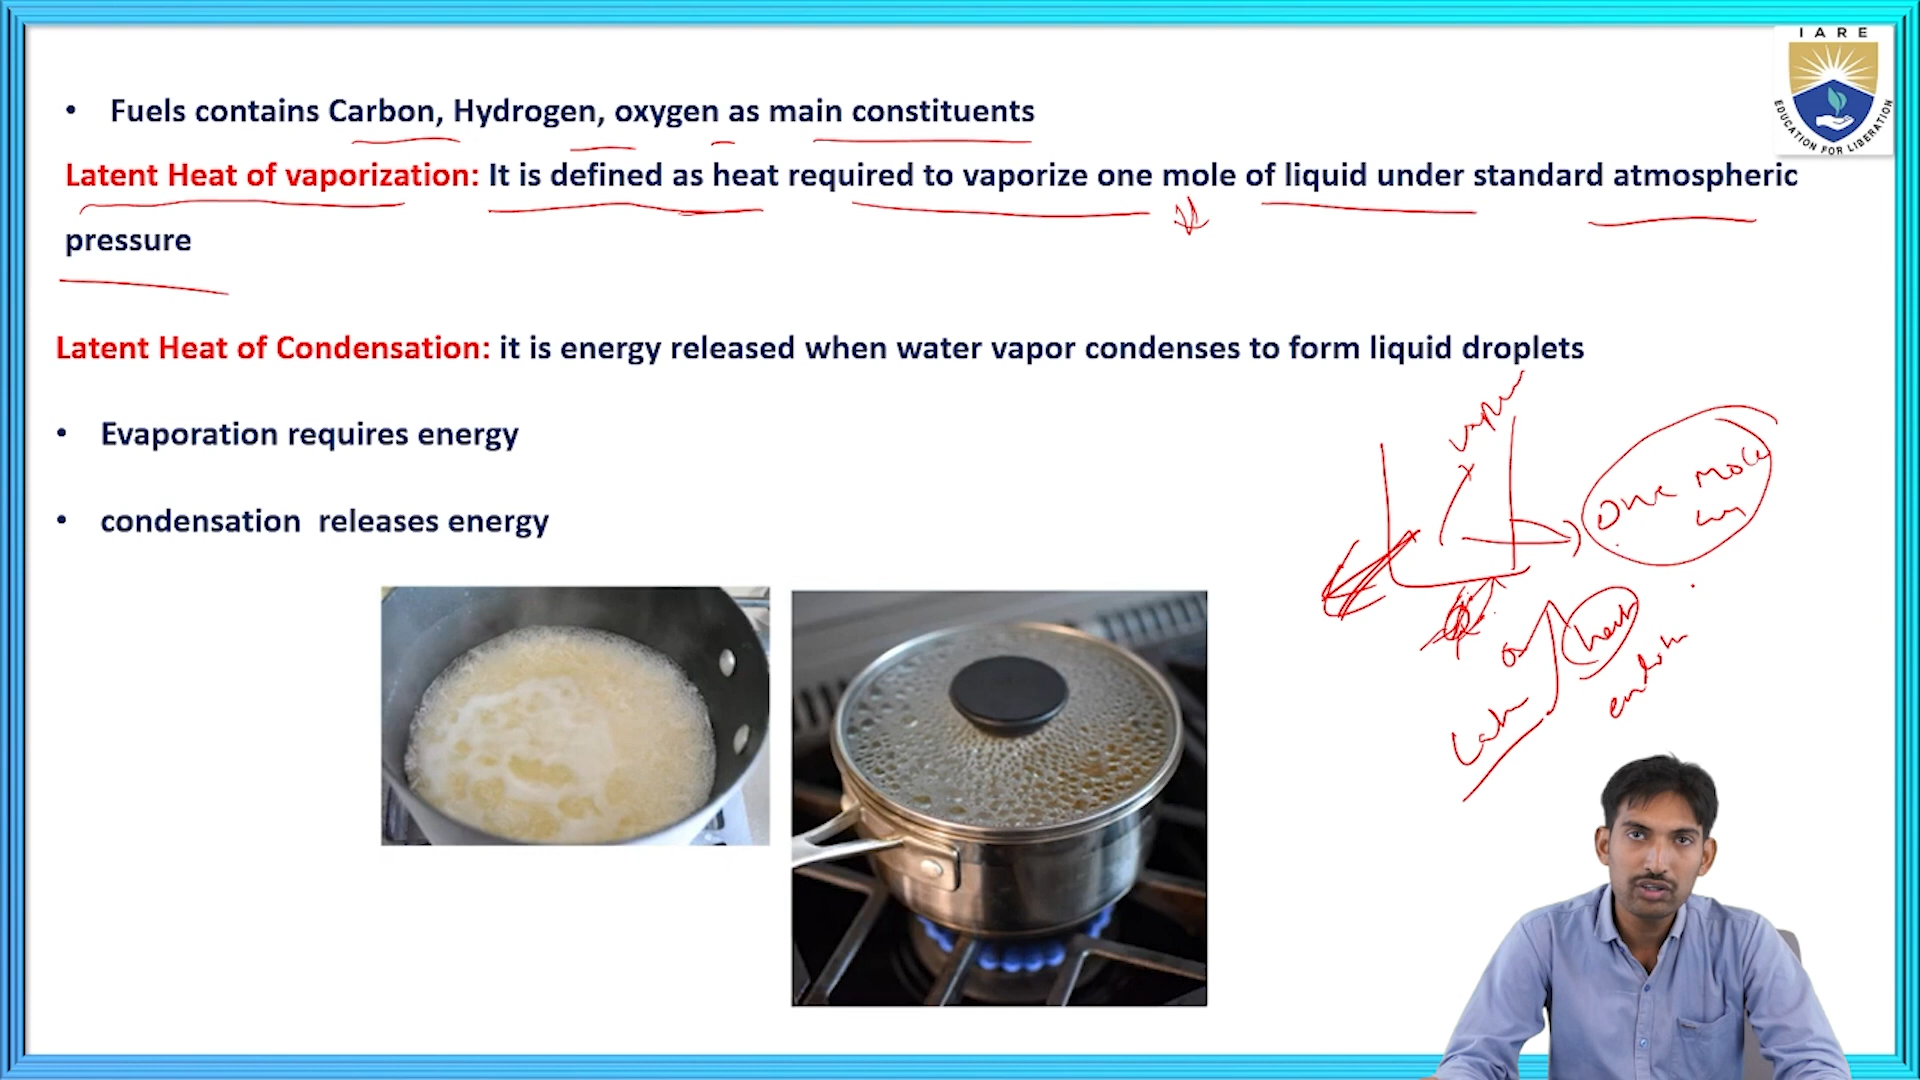 IARE
EDUCATION FOR LIBERATION
• Fuels contains Carbon, Hydrogen, oxygen as main constituents
Latent Heat of vaporization: It is defined as heat required to vaporize one mole of liquid under standard atmospheric
pressure
Latent Heat of Condensation: it is energy released when water vapor condenses to form liquid droplets
• Evaporation requires energy
• condensation releases energy
one mole
heat